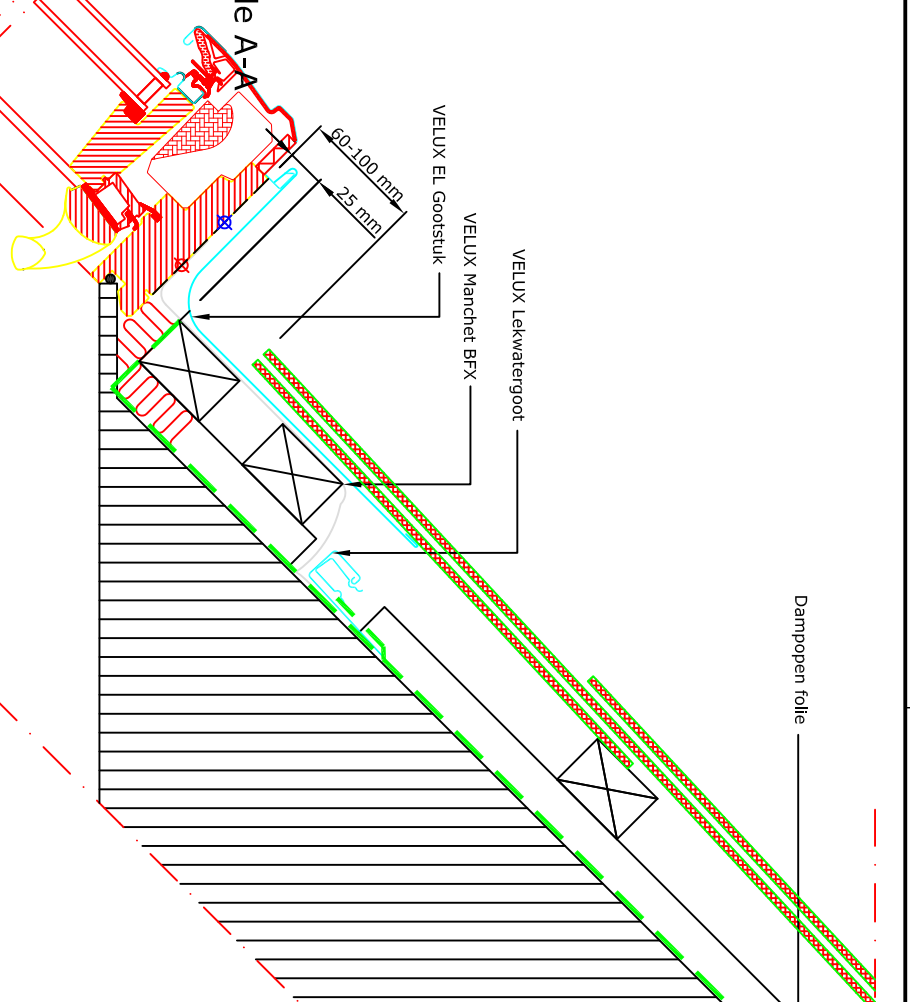 le A-A
60-100 mm
25 mm
VELUX EL Gootstuk
VELUX Manchet BFX
VELUX Lekwatergoot
Dampopen folie